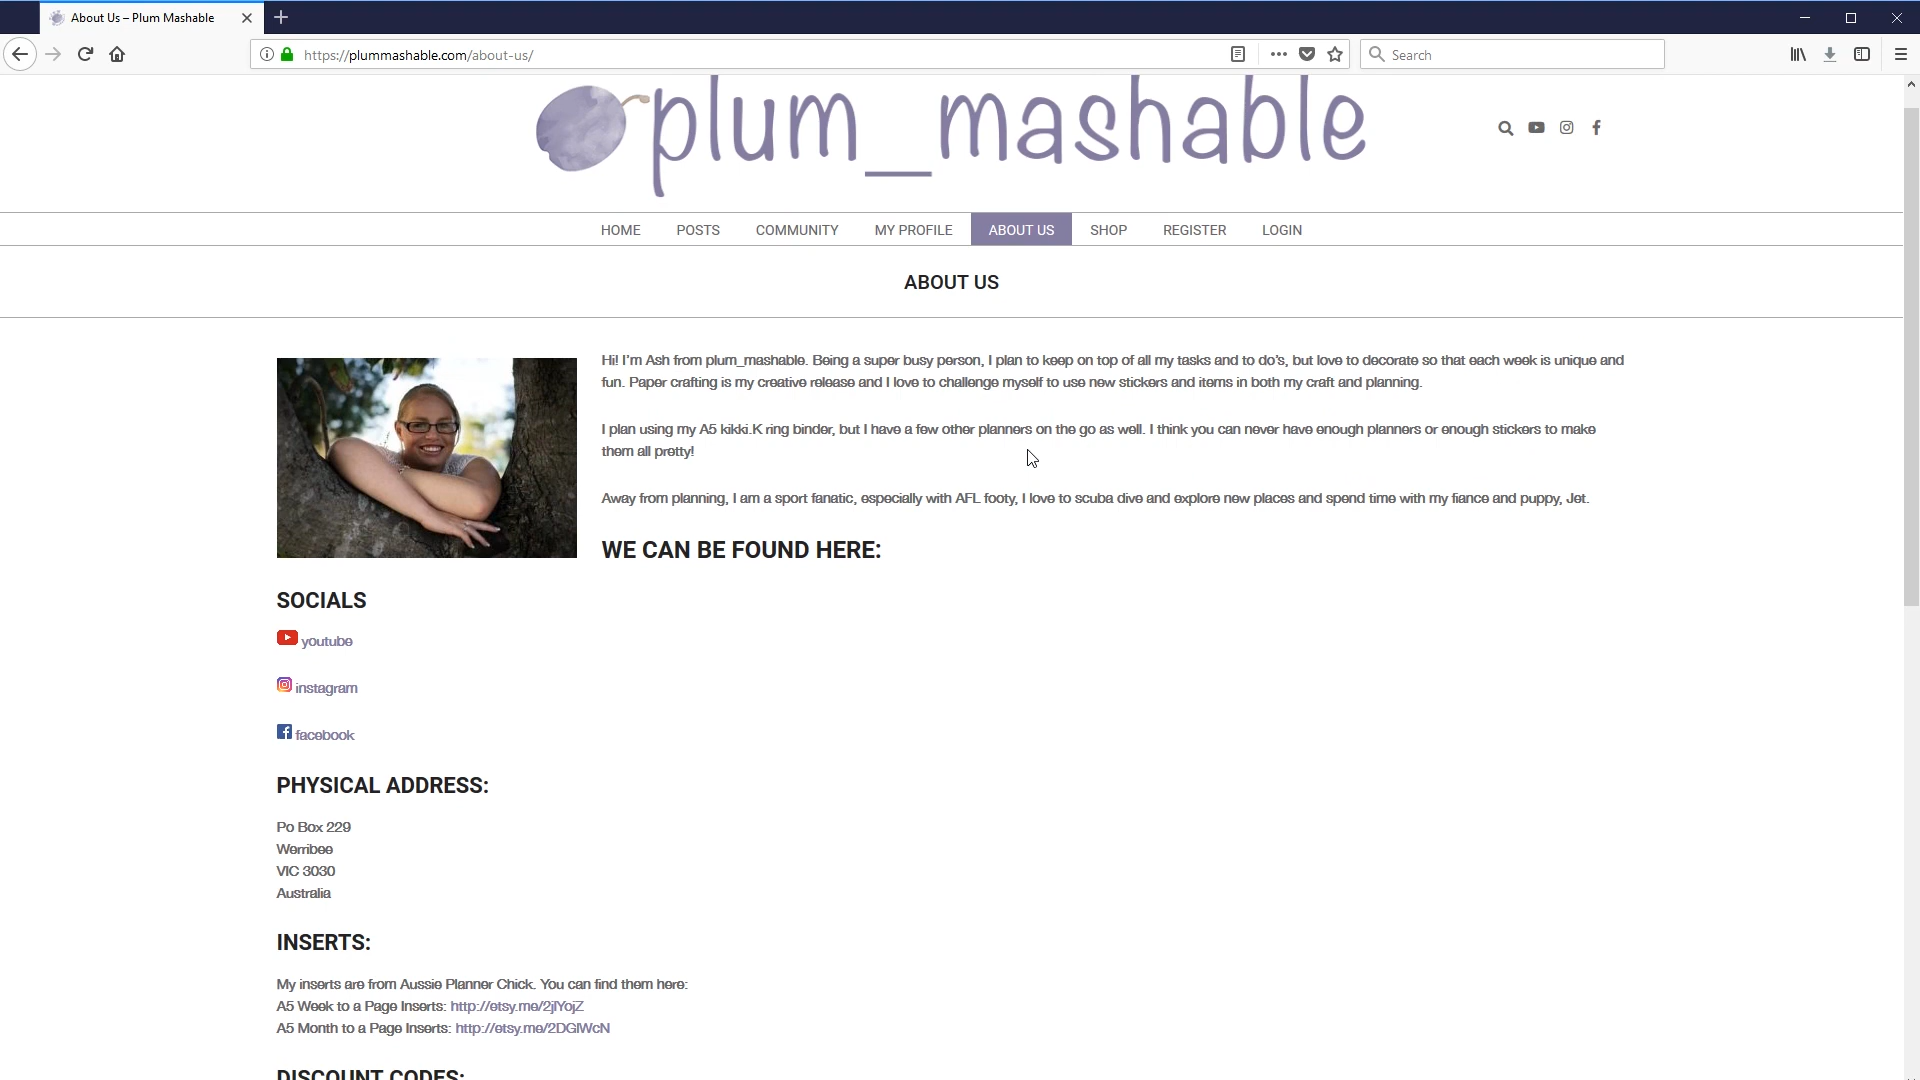 About Us – Plum Mashable
https://plummashable.com/about-us/
Search
plum_mashable
HOME POSTS COMMUNITY MY PROFILE ABOUT US SHOP REGISTER LOGIN
ABOUT US
Hi! I'm Ash from plum_mashable. Being a super busy person, I plan to keep on top of all my tasks and to do's, but love to decorate so that each week is unique and
fun. Paper crafting is my creative release and I love to challenge myself to use new stickers and items in both my craft and planning.
I plan using my A5 kikki.K ring binder, but I have a few other planners on the go as well. I think you can never have enough planners or enough stickers to make
them all pretty!
Away from planning, I am a sport fanatic, especially with AFL footy, I love to scuba dive and explore new places and spend time with my fiance and puppy, Jet.
WE CAN BE FOUND HERE:
SOCIALS
youtube
instagram
facebook
PHYSICAL ADDRESS:
Po Box 229
Werribee
VIC 3030
Australia
INSERTS:
My inserts are from Aussie Planner Chick. You can find them here:
A5 Week to a Page Inserts: http://etsy.me/2jlYojZ
A5 Month to a Page Inserts: http://etsy.me/2DGlWcN
DISCOUNT CODES: